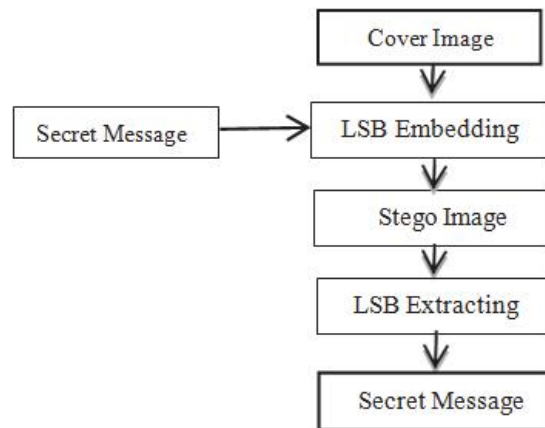 Cover Image
Secret Message
LSB Embedding
Stego Image
LSB Extracting
Secret Message